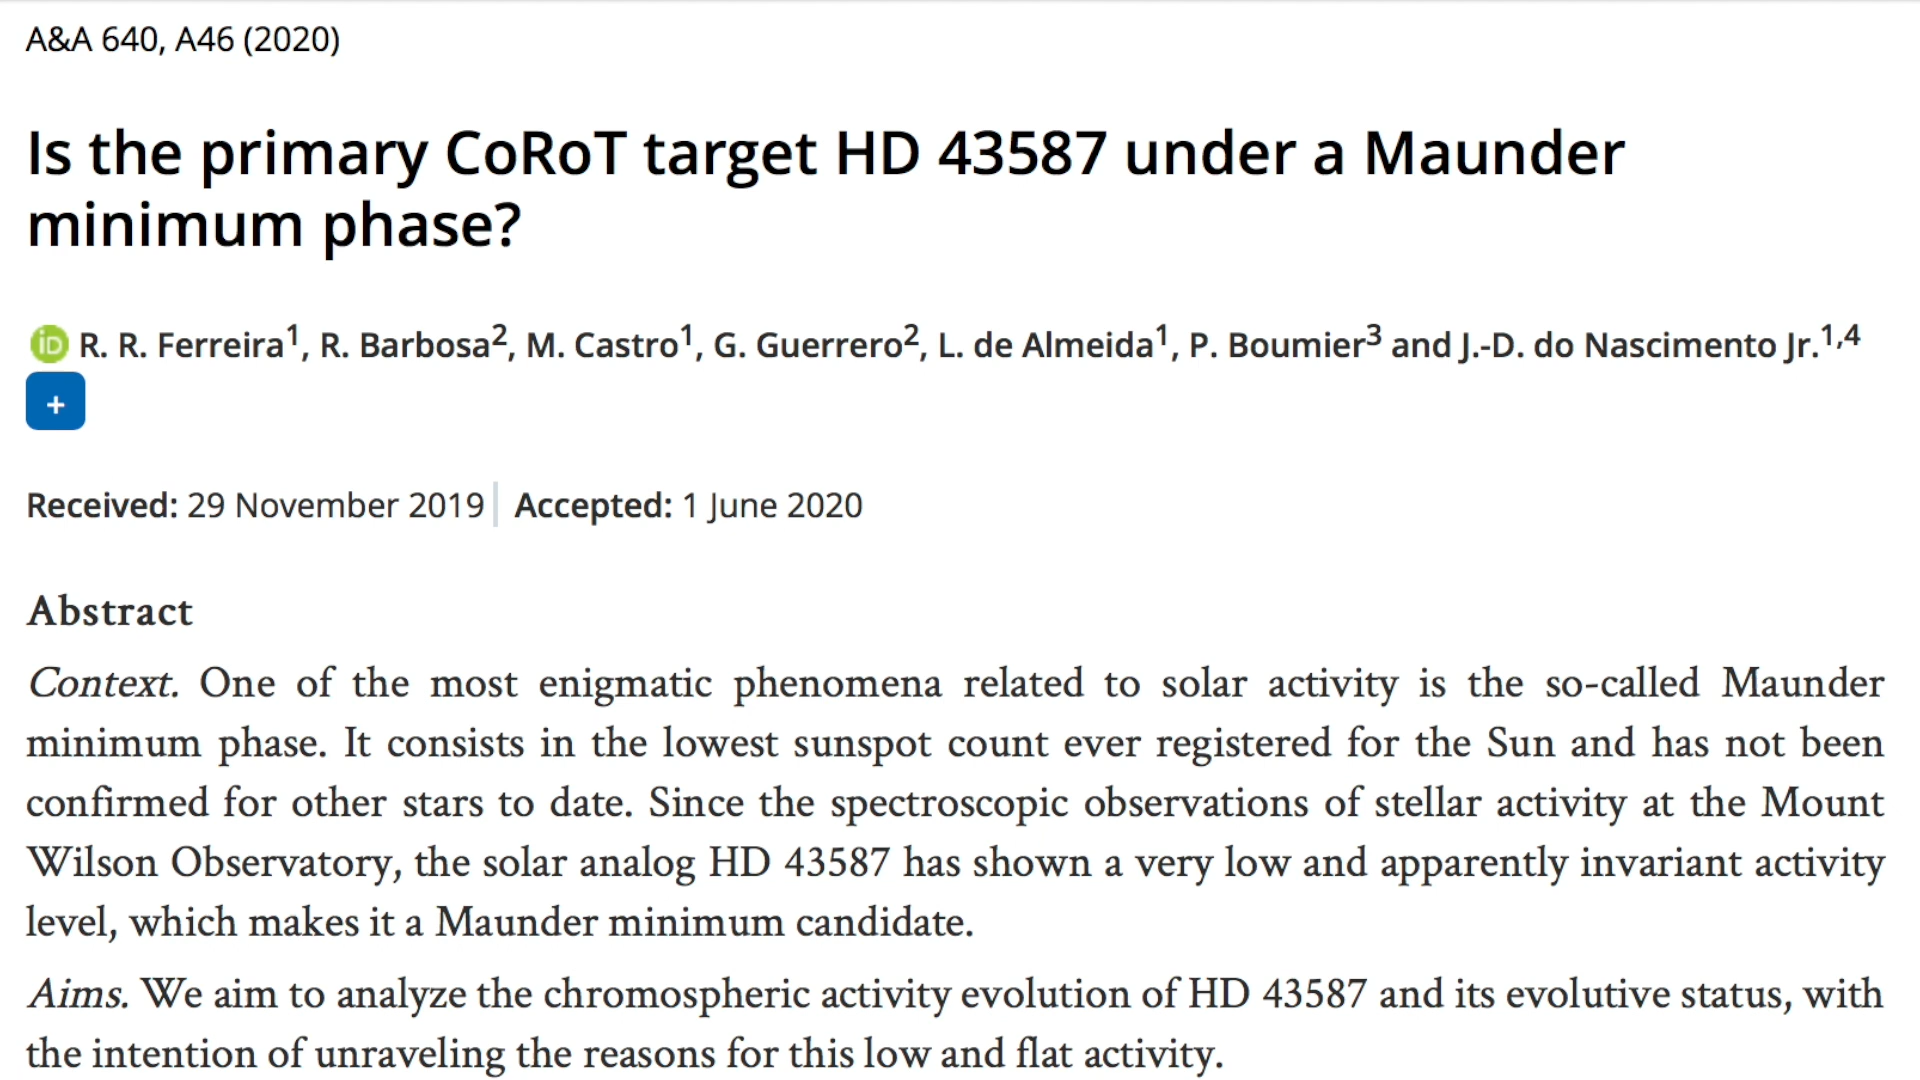 A&A 640, A46 (2020)
Is the primary CoRoT target HD 43587 under a Maunder
minimum phase?
iD R. R. Ferreira1, R. Barbosa2, M. Castro1, G. Guerrero2, L. de Almeida1, P. Boumier3 and J.-D. do Nascimento Jr.1,4
+
Received: 29 November 2019 Accepted: 1 June 2020
Abstract
Context. One of the most enigmatic phenomena related to solar activity is the so-called Maunder
minimum phase. It consists in the lowest sunspot count ever registered for the Sun and has not been
confirmed for other stars to date. Since the spectroscopic observations of stellar activity at the Mount
Wilson Observatory, the solar analog HD 43587 has shown a very low and apparently invariant activity
level, which makes it a Maunder minimum candidate.
Aims. We aim to analyze the chromospheric activity evolution of HD 43587 and its evolutive status, with
the intention of unraveling the reasons for this low and flat activity.